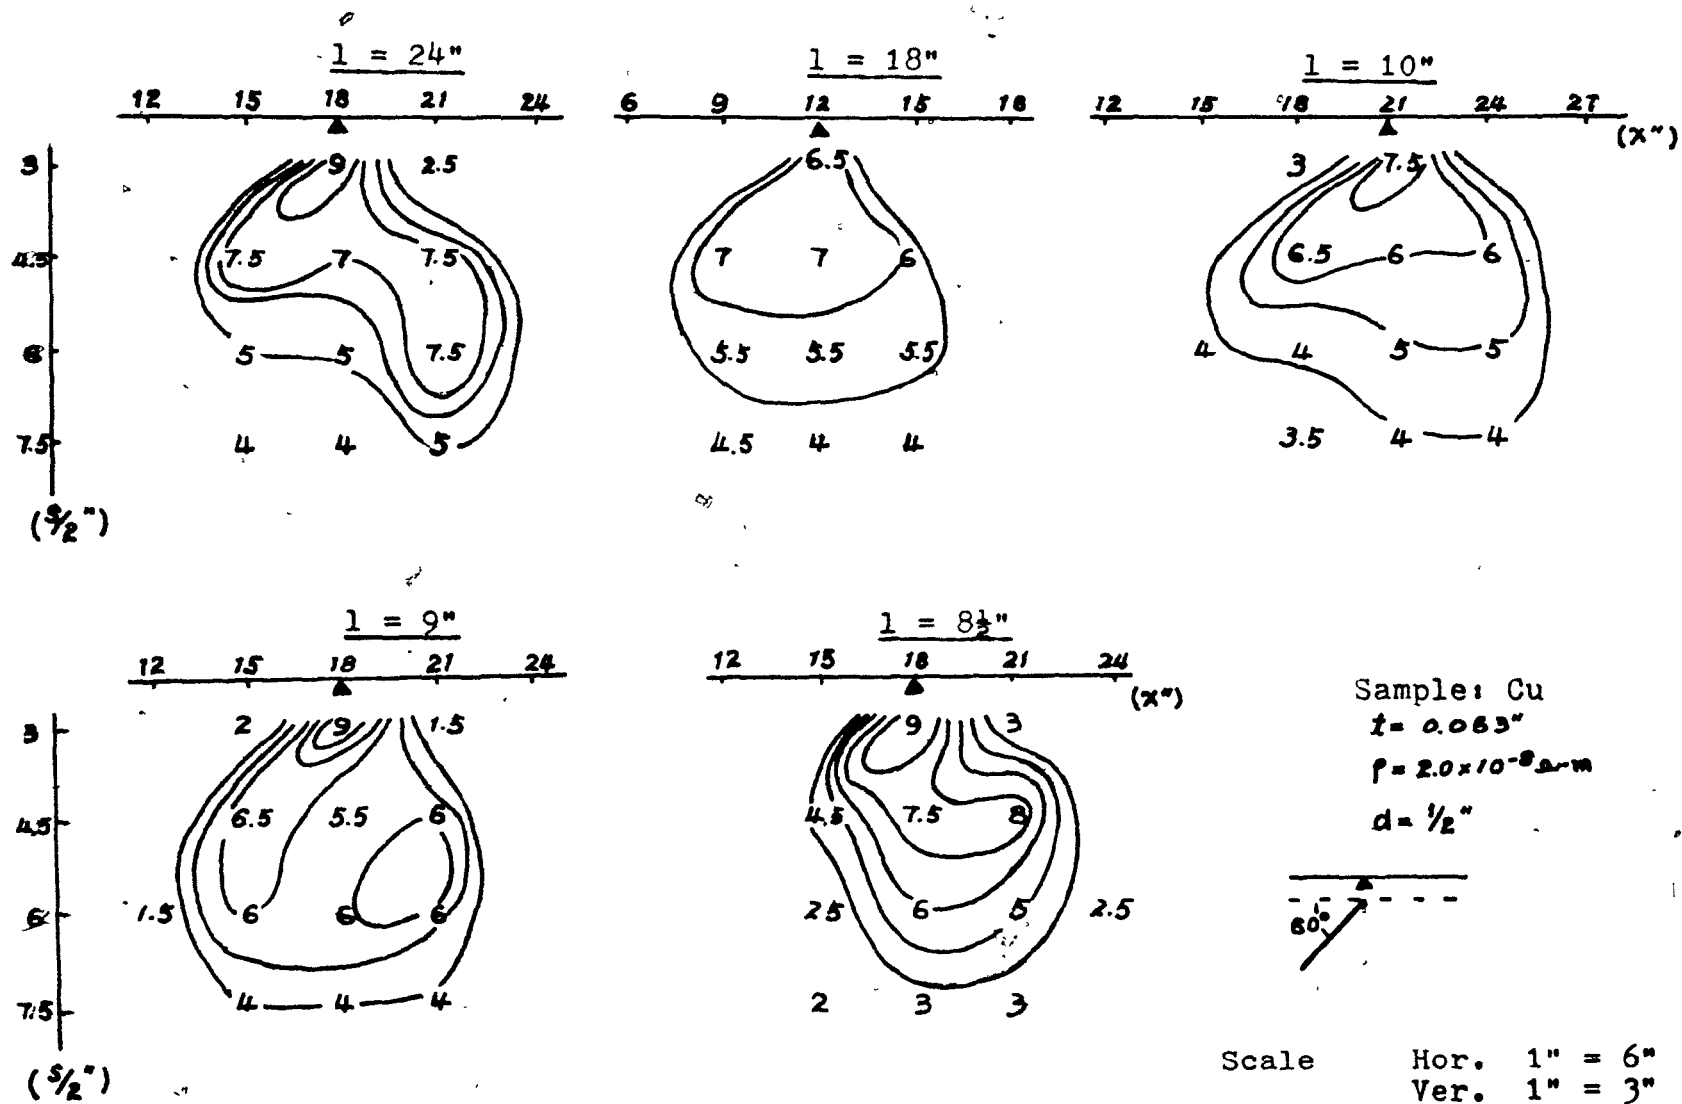 l = 24" l = 18" l = 10"
12 15 18 21 24 6 9 12 15 18 12 15 18 21 24 27
(x")
3 9 2.5 6.5 3 7.5
4.5 7.5 7 7.5 7 7 6 6.5 6 6
6 5 5 7.5 5.5 5.5 5.5 4 4 5 5
7.5 4 4 5 4.5 4 4 3.5 4 4
(S/2")
l = 9" l = 8½"
12 15 18 21 24 12 15 18 21 24
(x")
3 2 9 1.5 9 3
4.5 6.5 5.5 6 4.5 7.5 8
6 1.5 6 6 6 2.5 6 5 2.5
7.5 4 4 4 2 3 3
(S/2")
Sample: Cu
t = 0.063"
ρ = 2.0 x 10⁻⁸ Ω-m
d = ½"
60°
Scale Hor. 1" = 6"
Ver. 1" = 3"